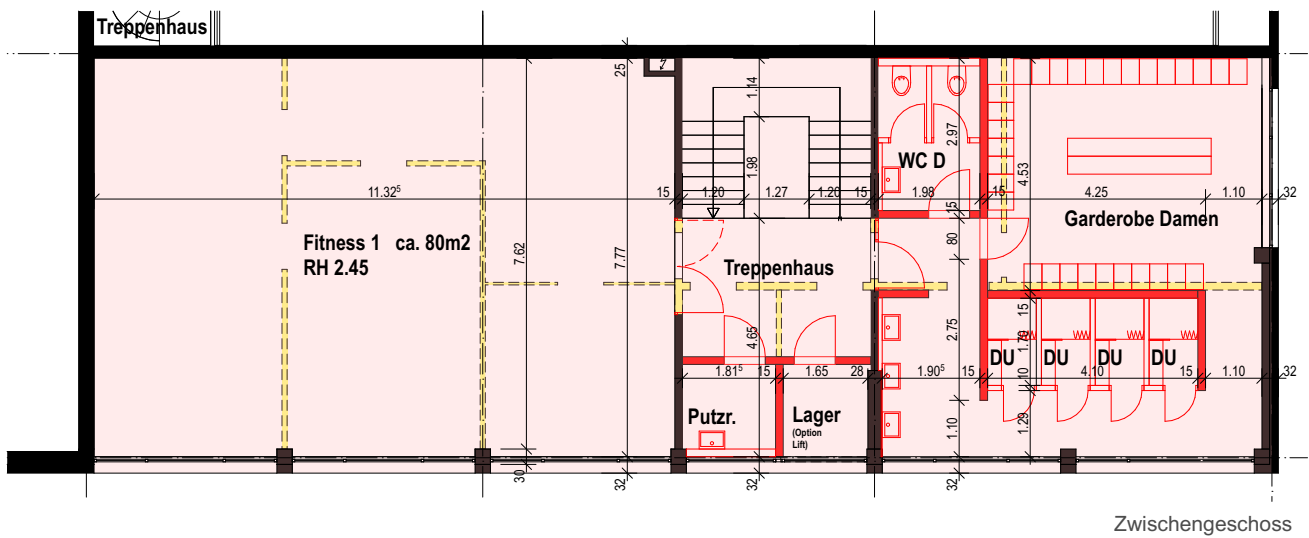 Treppenhaus
25
1.14
2.97
4.53
1.98
WC D
11.32⁵
15
1.20
1.27
1.20
15
1.98
15
4.25
1.10
32
15
Garderobe Damen
80
Fitness 1 ca. 80m2
RH 2.45
7.62
7.77
Treppenhaus
4.65
2.75
15
1.70
10
DU
DU
DU
DU
1.81⁵
15
1.65
28
1.90⁵
15
4.10
15
1.10
32
Putzr.
Lager
(Option
Lift)
1.10
1.29
30
32
32
32
Zwischengeschoss